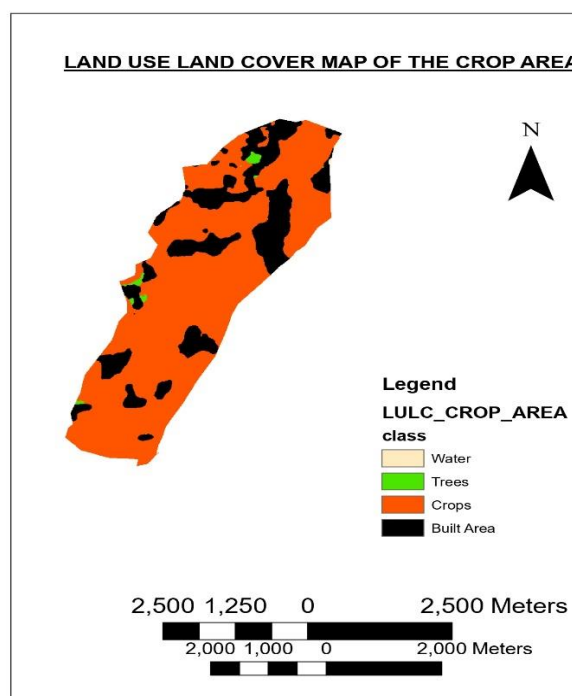 LAND USE LAND COVER MAP OF THE CROP AREA
N
Legend
LULC_CROP_AREA
class
Water
Trees
Crops
Built Area
2,500 1,250 0 2,500 Meters
2,000 1,000 0 2,000 Meters